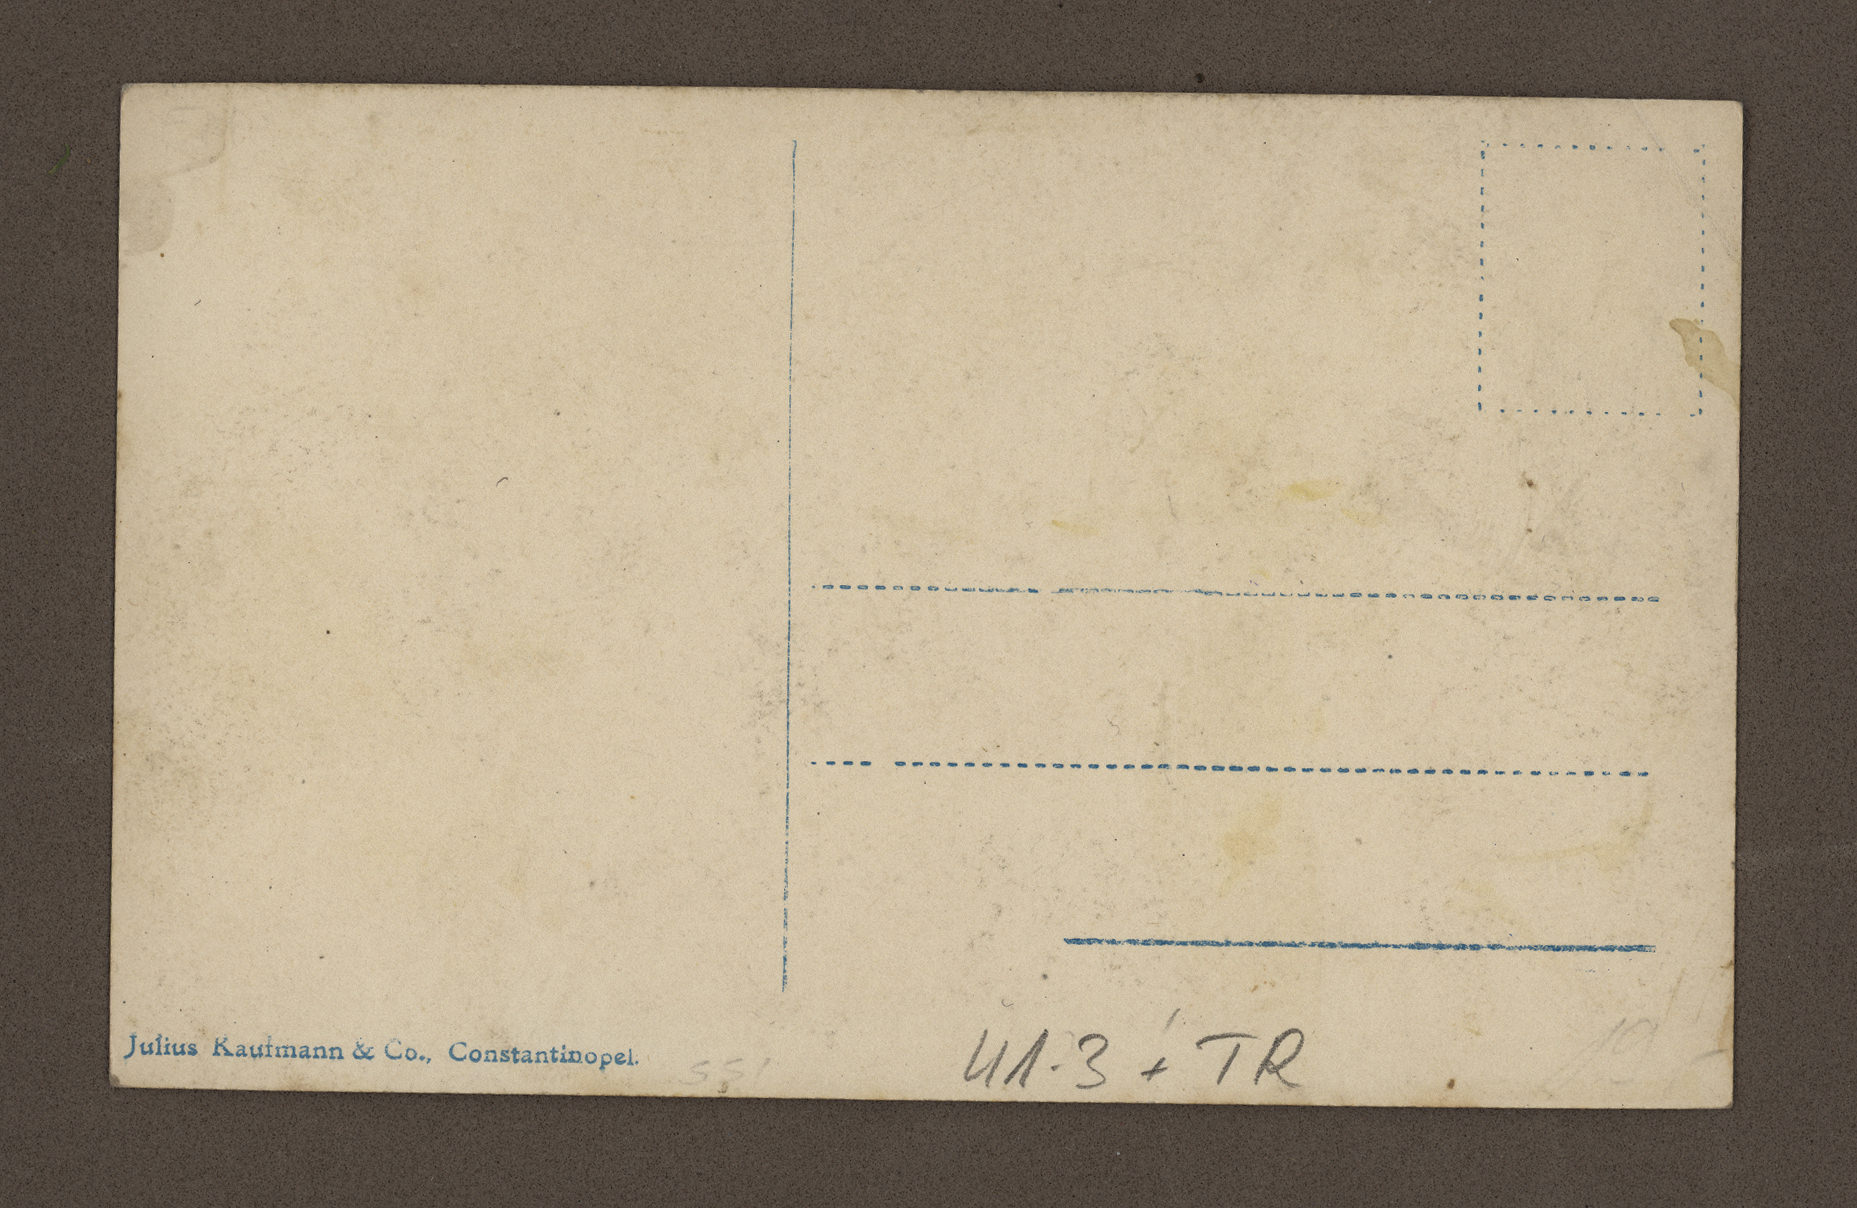 Julius Kaufmann & Co., Constantinopel.
U1.3 + TR